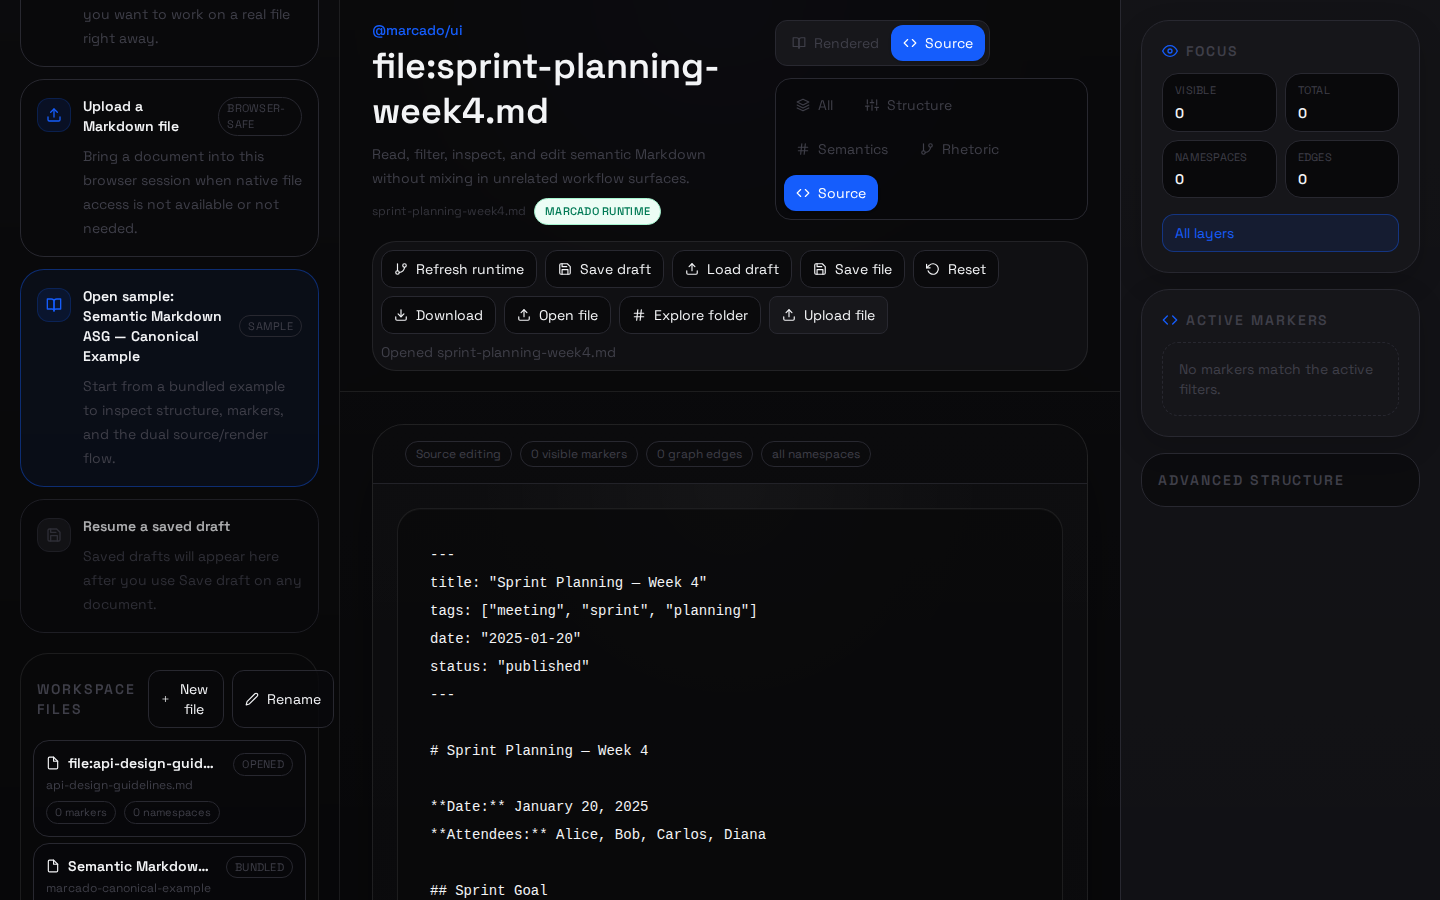 you want to work on a real file
right away.
Upload a
Markdown file
BROWSER-
SAFE
Bring a document into this
browser session when native file
access is not available or not
needed.
Open sample:
Semantic Markdown
ASG — Canonical
Example
SAMPLE
Start from a bundled example
to inspect structure, markers,
and the dual source/render
flow.
Resume a saved draft
Saved drafts will appear here
after you use Save draft on any
document.
WORKSPACE
FILES
New
file
Rename
file:api-design-guid...
OPENED
api-design-guidelines.md
0 markers
0 namespaces
Semantic Markdow...
BUNDLED
marcado-canonical-example
@marcado/ui
file:sprint-planning-
week4.md
Read, filter, inspect, and edit semantic Markdown
without mixing in unrelated workflow surfaces.
sprint-planning-week4.md
MARCADO RUNTIME
Rendered
Source
All
Structure
Semantics
Rhetoric
Source
Refresh runtime
Save draft
Load draft
Save file
Reset
Download
Open file
Explore folder
Upload file
Opened sprint-planning-week4.md
Source editing
0 visible markers
0 graph edges
all namespaces
---
title: "Sprint Planning — Week 4"
tags: ["meeting", "sprint", "planning"]
date: "2025-01-20"
status: "published"
---
# Sprint Planning — Week 4
**Date:** January 20, 2025
**Attendees:** Alice, Bob, Carlos, Diana
## Sprint Goal
FOCUS
VISIBLE
0
TOTAL
0
NAMESPACES
0
EDGES
0
All layers
ACTIVE MARKERS
No markers match the active
filters.
ADVANCED STRUCTURE